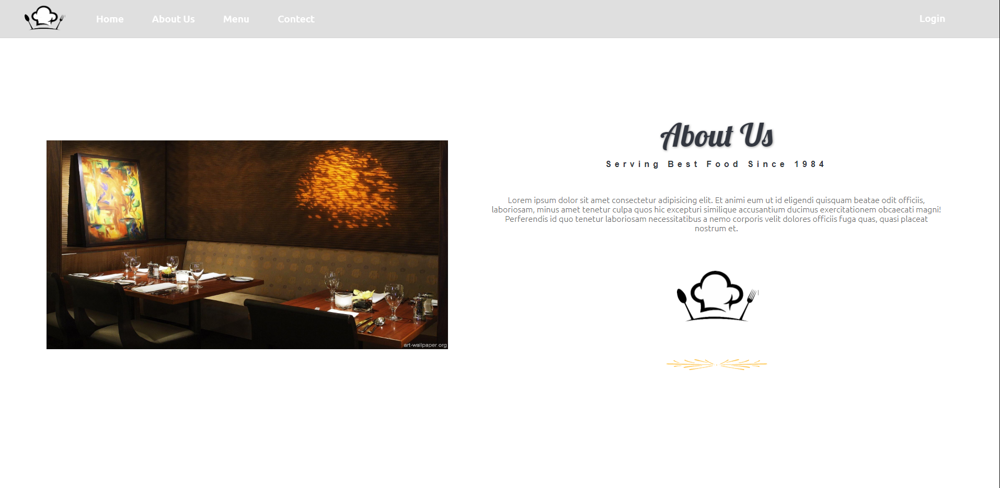 Home About Us Menu Contect Login
About Us
Serving Best Food Since 1984
Lorem ipsum dolor sit amet consectetur adipisicing elit. Et animi eum ut id eligendi quisquam beatae odit officiis,
laboriosam, minus amet tenetur culpa quos hic excepturi similique accusantium ducimus exercitationem obcaecati magni!
Perferendis id quo tenetur laboriosam necessitatibus a nemo corporis velit dolores officiis fuga quas, quasi placeat
nostrum et.
art-wallpaper.org